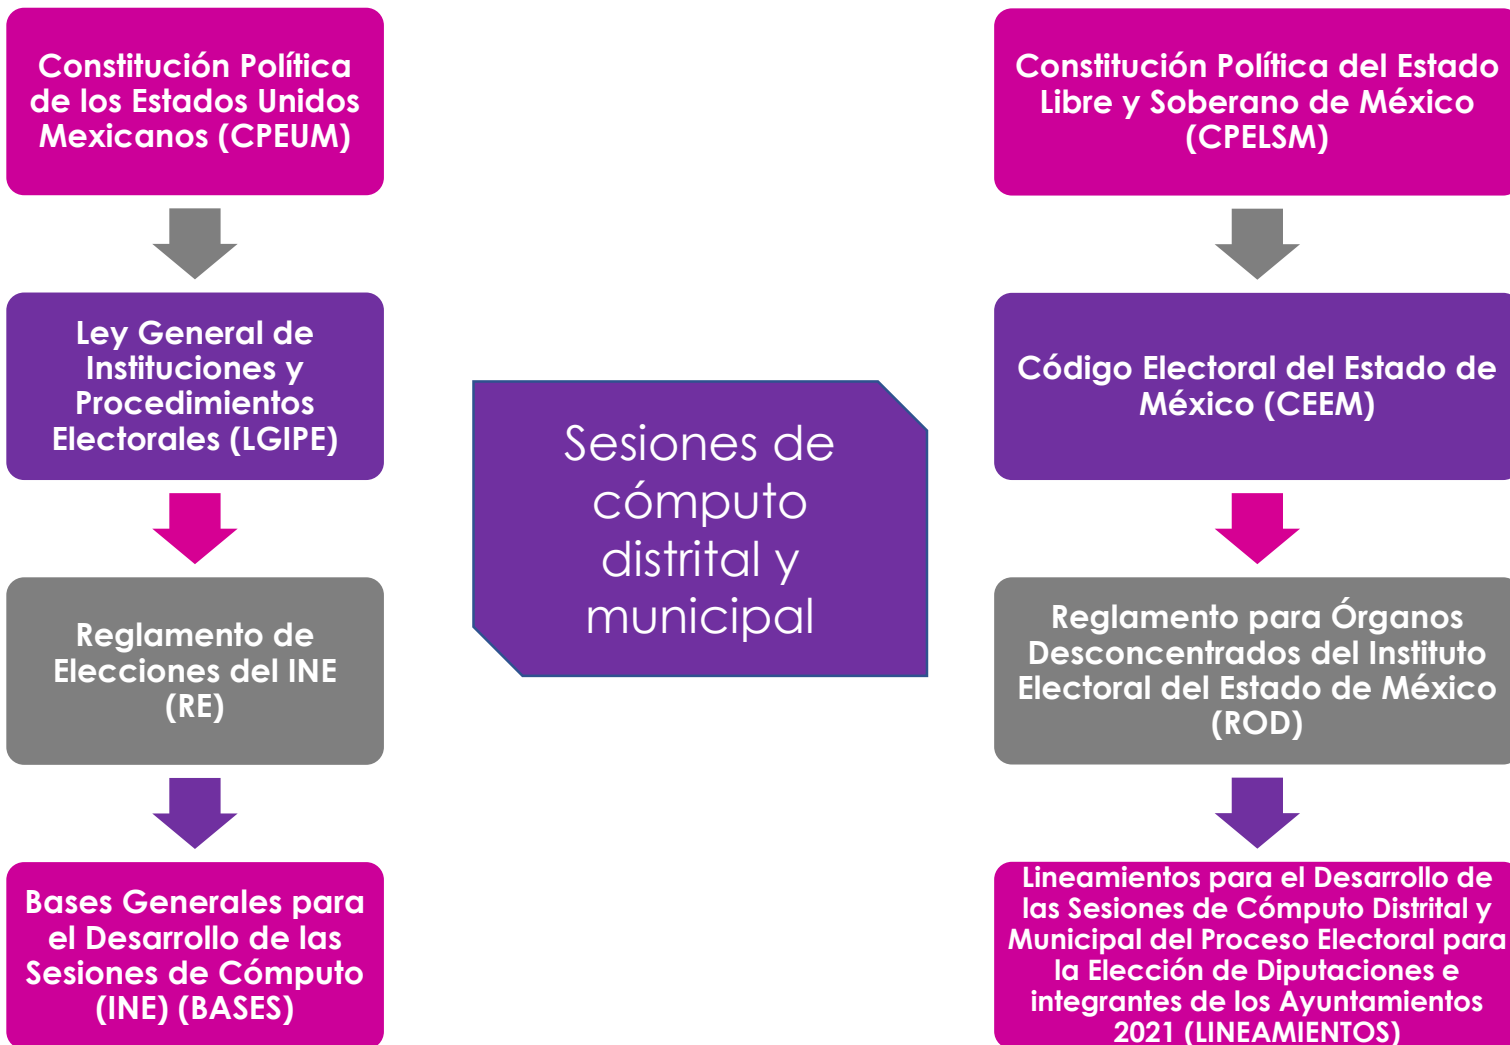 Constitución Política
de los Estados Unidos
Mexicanos (CPEUM)
Ley General de
Instituciones y
Procedimientos
Electorales (LGIPE)
Reglamento de
Elecciones del INE
(RE)
Bases Generales para
el Desarrollo de las
Sesiones de Cómputo
(INE) (BASES)
Sesiones de
cómputo
distrital y
municipal
Constitución Política del Estado
Libre y Soberano de México
(CPELSM)
Código Electoral del Estado de
México (CEEM)
Reglamento para Órganos
Desconcentrados del Instituto
Electoral del Estado de México
(ROD)
Lineamientos para el Desarrollo de
las Sesiones de Cómputo Distrital y
Municipal del Proceso Electoral para
la Elección de Diputaciones e
integrantes de los Ayuntamientos
2021 (LINEAMIENTOS)